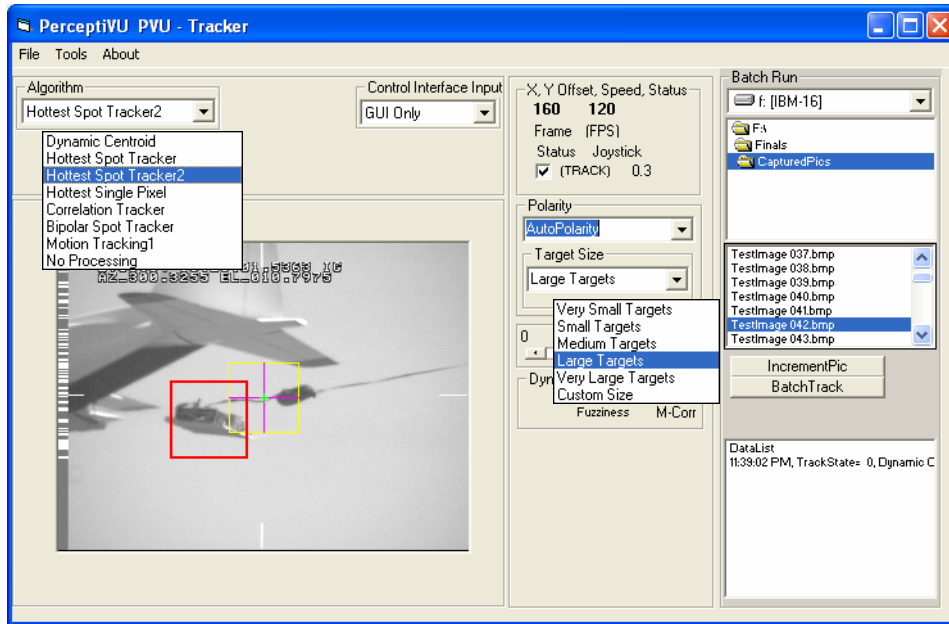 PerceptiVU PVU - Tracker
File Tools About
Algorithm
Hottest Spot Tracker2
Dynamic Centroid
Hottest Spot Tracker
Hottest Spot Tracker2
Hottest Single Pixel
Correlation Tracker
Bipolar Spot Tracker
Motion Tracking1
No Processing
Control Interface Input
GUI Only
AZ_300.3255 EL_010.7975
X, Y Offset, Speed, Status
160 120
Frame (FPS)
Status Joystick
(TRACK) 0.3
Polarity
AutoPolarity
Target Size
Large Targets
Very Small Targets
Small Targets
Medium Targets
Large Targets
Very Large Targets
Custom Size
0
Dyn
Fuzziness M-Corr
Batch Run
f: [IBM-16]
F:\
Finals
CapturedPics
TestImage 037.bmp
TestImage 038.bmp
TestImage 039.bmp
TestImage 040.bmp
TestImage 041.bmp
TestImage 042.bmp
TestImage 043.bmp
IncrementPic
BatchTrack
DataList
11:39:02 PM, TrackState= 0, Dynamic C